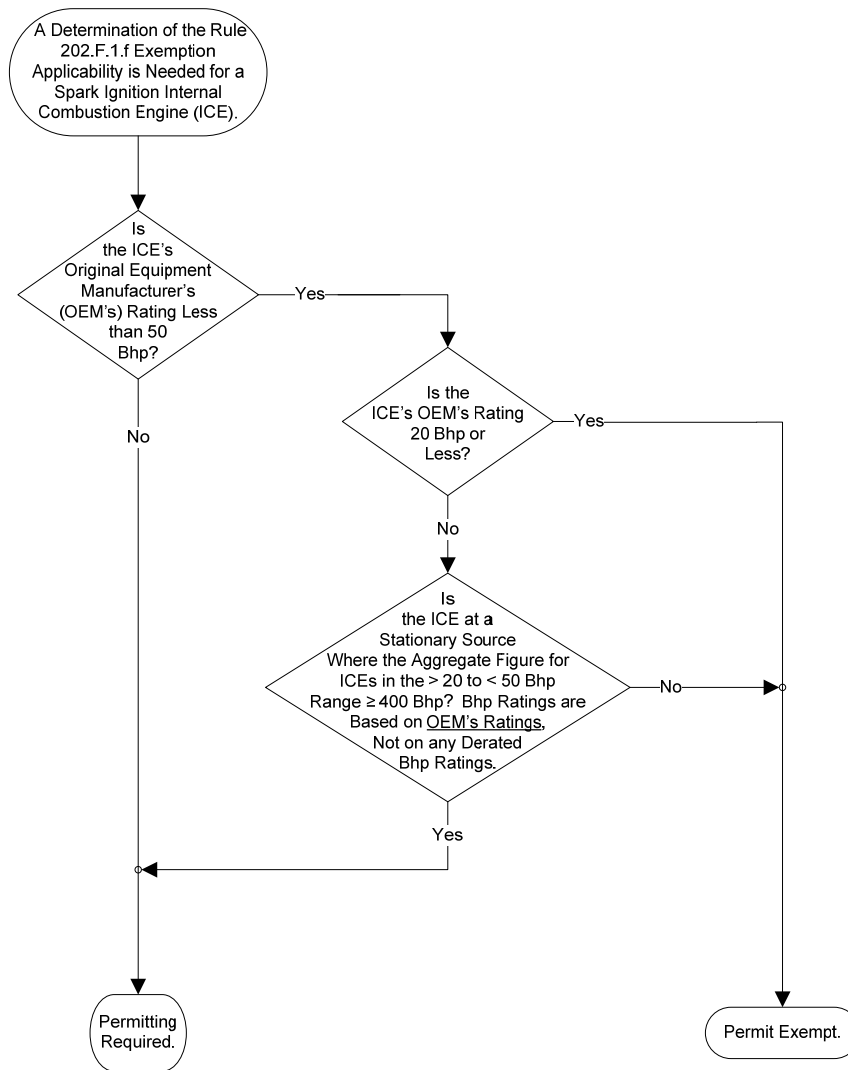 A Determination of the Rule
202.F.1.f Exemption
Applicability is Needed for a
Spark Ignition Internal
Combustion Engine (ICE).
Is
the ICE's
Original Equipment
Manufacturer's
(OEM's) Rating Less
than 50
Bhp?
Yes
No
Is the
ICE's OEM's Rating
20 Bhp or
Less?
Yes
No
Is
the ICE at a
Stationary Source
Where the Aggregate Figure for
ICEs in the > 20 to < 50 Bhp
Range ≥ 400 Bhp? Bhp Ratings are
Based on OEM's Ratings,
Not on any Derated
Bhp Ratings.
No
Yes
Permitting
Required.
Permit Exempt.